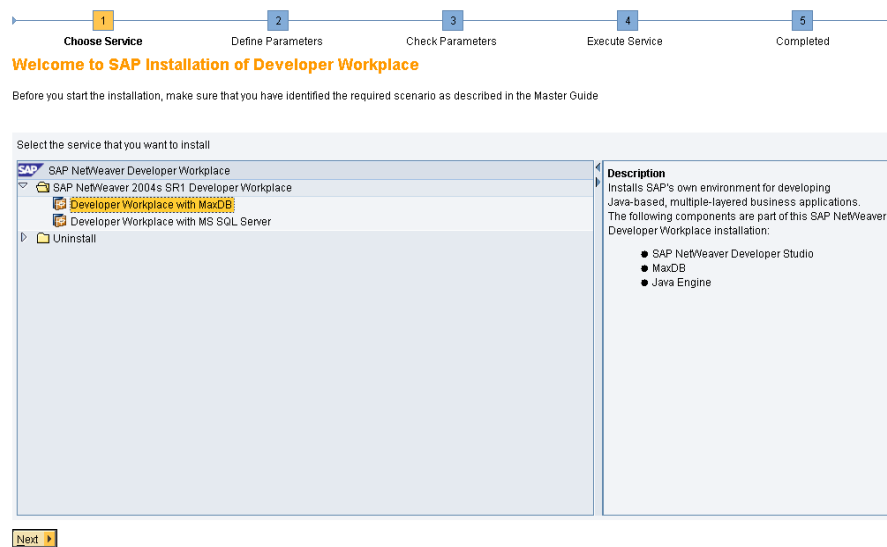 1 2 3 4 5
Choose Service Define Parameters Check Parameters Execute Service Completed
Welcome to SAP Installation of Developer Workplace
Before you start the installation, make sure that you have identified the required scenario as described in the Master Guide
Select the service that you want to install
SAP SAP NetWeaver Developer Workplace
SAP NetWeaver 2004s SR1 Developer Workplace
Developer Workplace with MaxDB
Developer Workplace with MS SQL Server
Uninstall
Description
Installs SAP's own environment for developing
Java-based, multiple-layered business applications.
The following components are part of this SAP NetWeaver
Developer Workplace installation:
SAP NetWeaver Developer Studio
MaxDB
Java Engine
Next